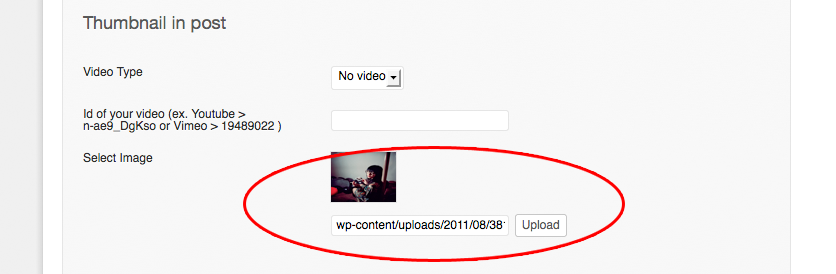 Thumbnail in post
Video Type
No video
Id of your video (ex. Youtube >
n-ae9_DgKso or Vimeo > 19489022 )
Select Image
wp-content/uploads/2011/08/38
Upload